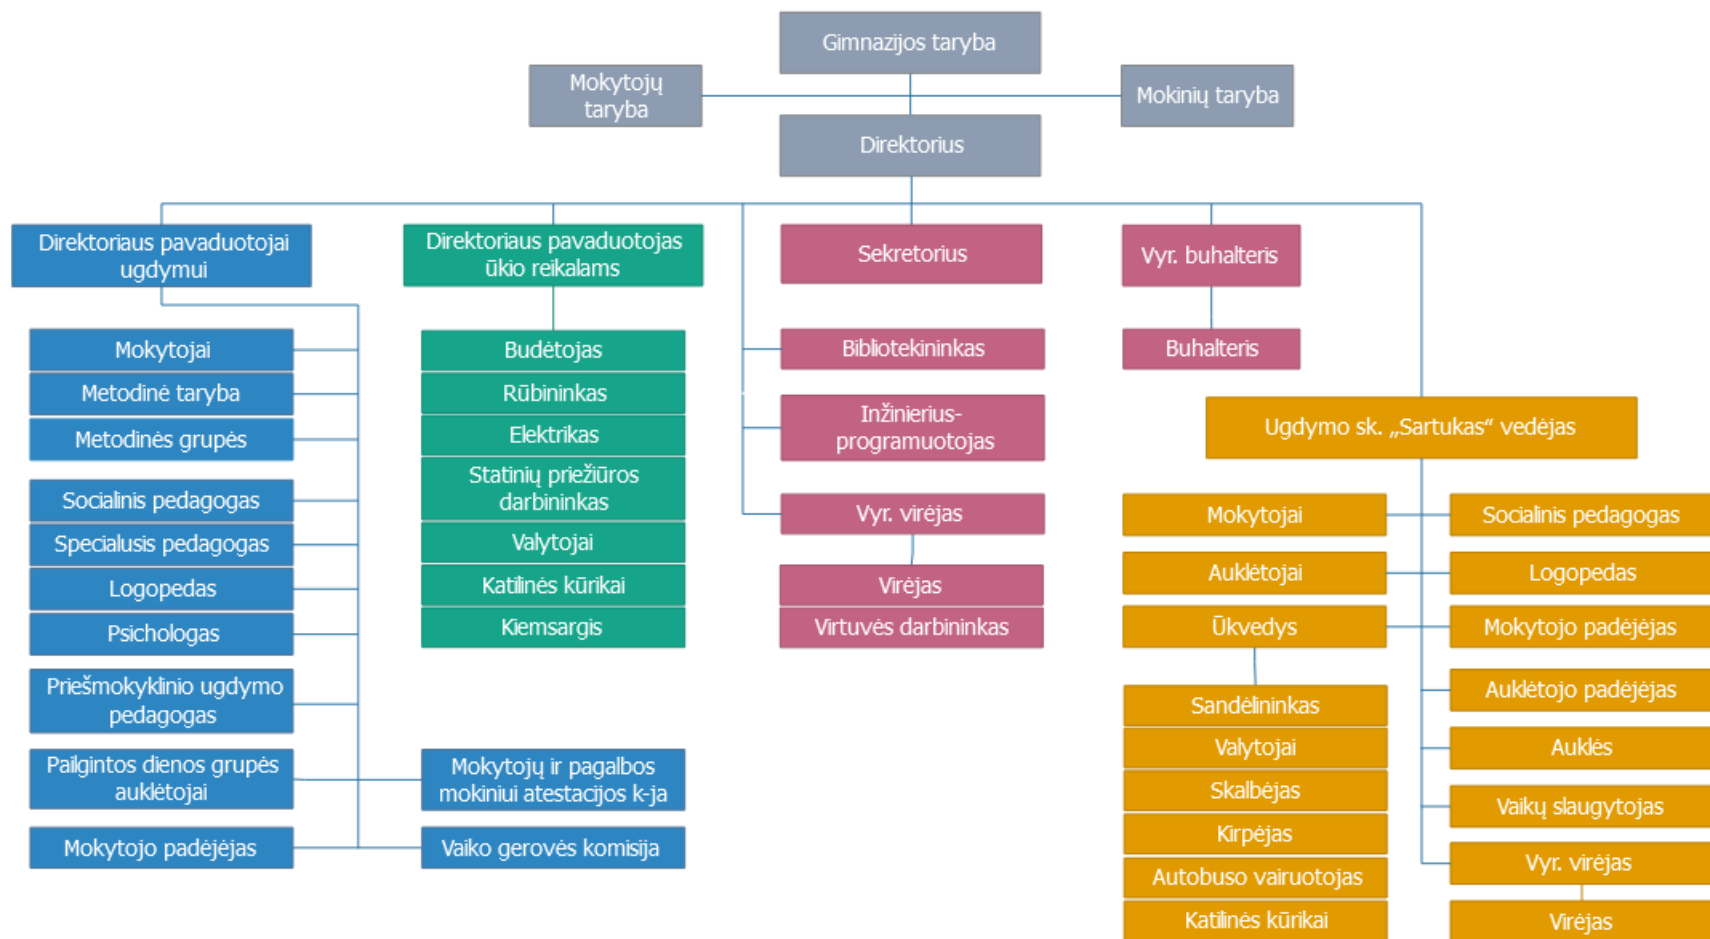 Gimnazijos taryba
Mokytojų
taryba
Mokinių taryba
Direktorius
Direktoriaus pavaduotojai
ugdymui
Mokytojai
Metodinė taryba
Metodinės grupės
Socialinis pedagogas
Specialusis pedagogas
Logopedas
Psichologas
Priešmokyklinio ugdymo
pedagogas
Pailgintos dienos grupės
auklėtojai
Mokytojo padėjėjas
Mokytojų ir pagalbos
mokiniui atestacijos k-ja
Vaiko gerovės komisija
Direktoriaus pavaduotojas
ūkio reikalams
Budėtojas
Rūbininkas
Elektrikas
Statinių priežiūros
darbininkas
Valytojai
Katilinės kūrikai
Kiemsargis
Sekretorius
Bibliotekininkas
Inžinierius-
programuotojas
Vyr. virėjas
Virėjas
Virtuvės darbininkas
Vyr. buhalteris
Buhalteris
Ugdymo sk. „Sartukas“ vedėjas
Mokytojai
Auklėtojai
Ūkvedys
Sandėlininkas
Valytojai
Skalbėjas
Kirpėjas
Autobuso vairuotojas
Katilinės kūrikai
Socialinis pedagogas
Logopedas
Mokytojo padėjėjas
Auklėtojo padėjėjas
Auklės
Vaikų slaugytojas
Vyr. virėjas
Virėjas